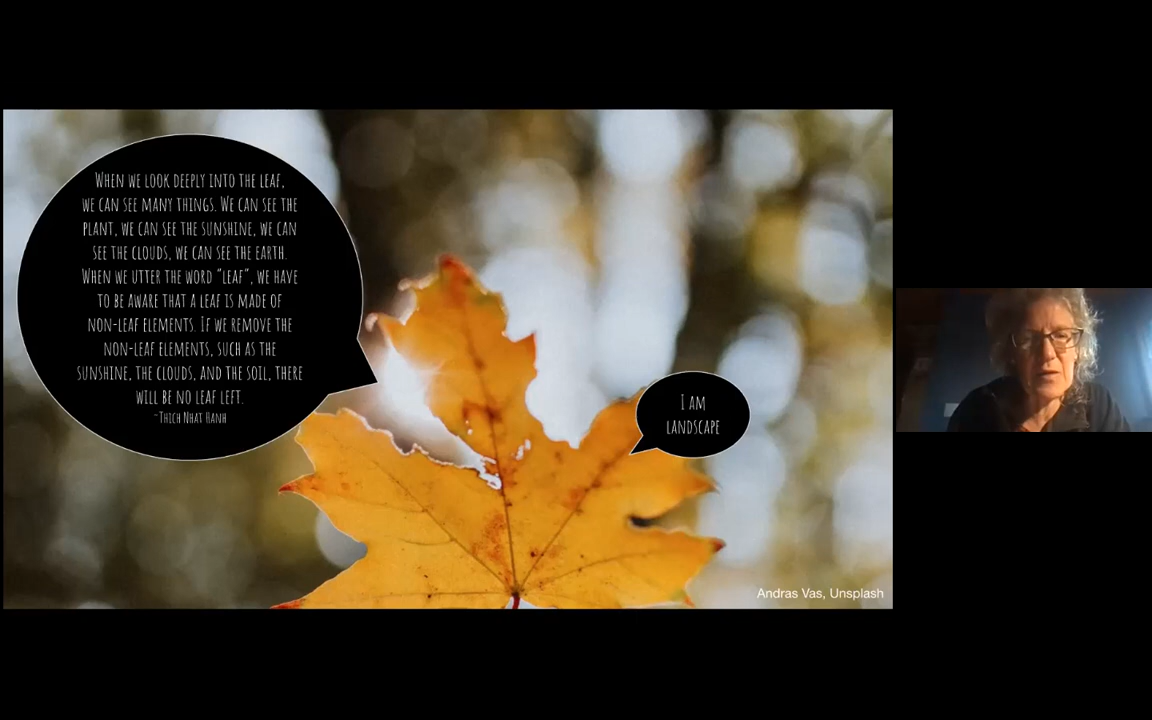 When we look deeply into the leaf,
we can see many things. We can see the
plant, we can see the sunshine, we can
see the clouds, we can see the earth.
When we utter the word "leaf", we have
to be aware that a leaf is made of
non-leaf elements. If we remove the
non-leaf elements, such as the
sunshine, the clouds, and the soil, there
will be no leaf left.
~Thich Nhat Hanh
I am
landscape
Andras Vas, Unsplash